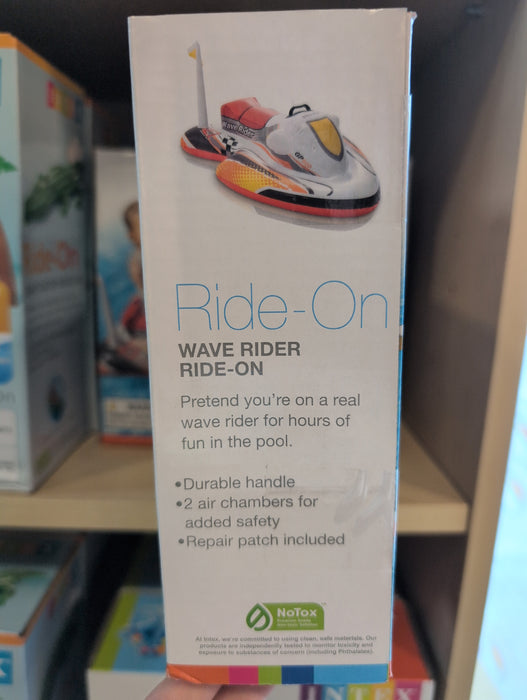 Wave Rider
Ride-On
WAVE RIDER
RIDE-ON
Pretend you're on a real
wave rider for hours of
fun in the pool.
•Durable handle
•2 air chambers for
added safety
•Repair patch included
NoTox™
At Intex, we're committed to using clean, safe materials. Our
products are independently tested to monitor toxicity and
exposure to substances of concern (including Phthalates).
Ride-On
INTEX